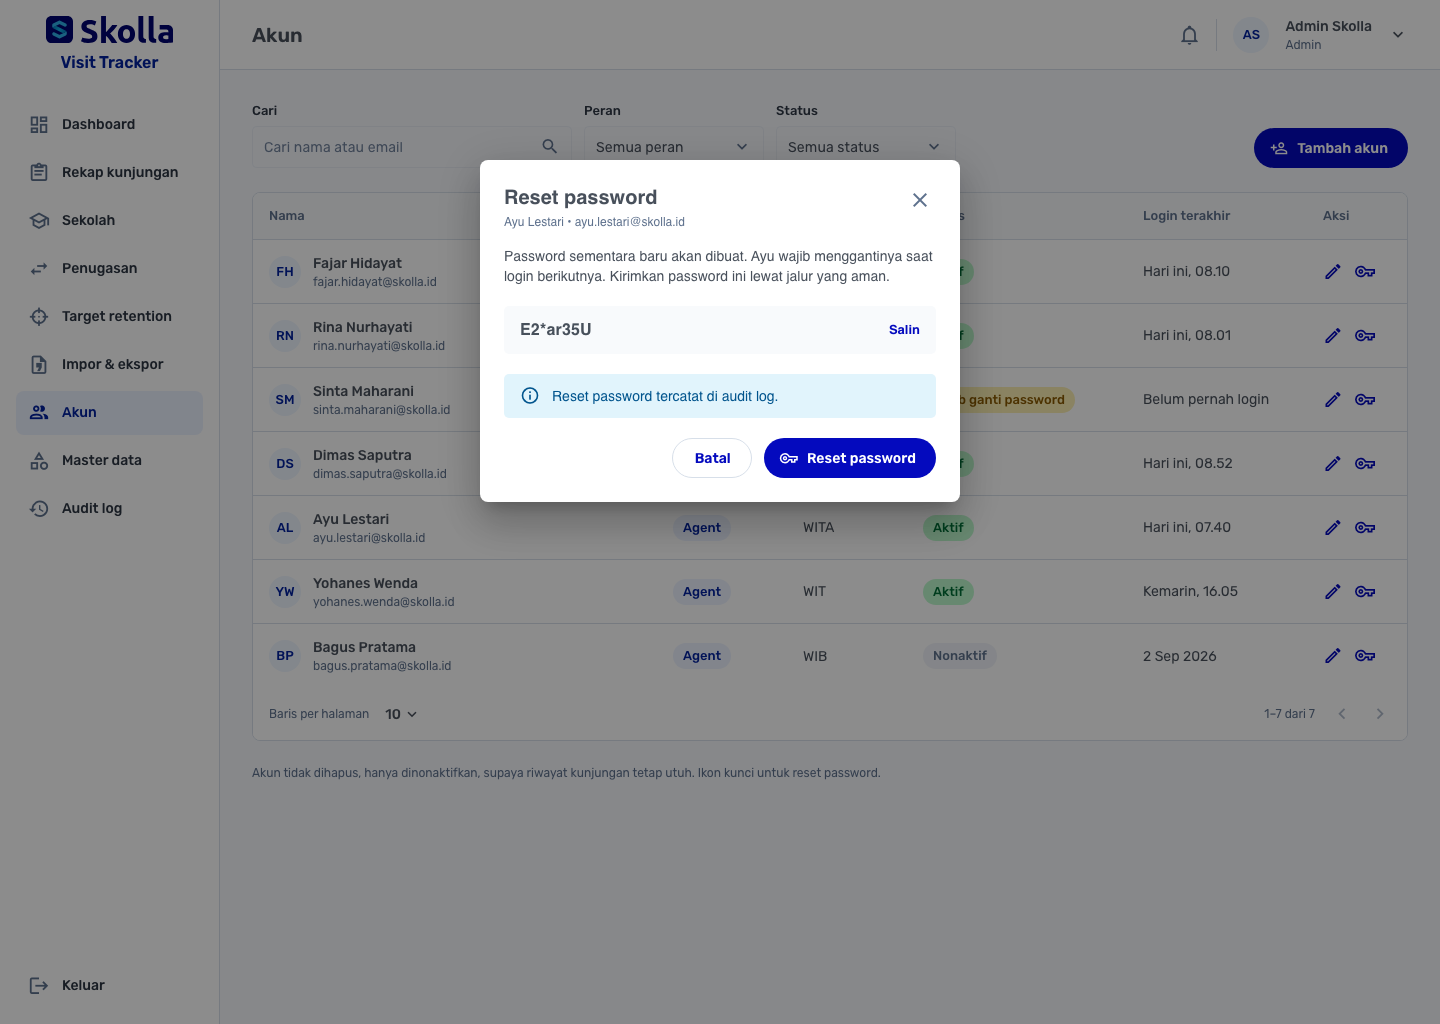 Skolla
Visit Tracker
Dashboard
Rekap kunjungan
Sekolah
Penugasan
Target retention
Impor & ekspor
Akun
Master data
Audit log
Keluar
Akun
AS
Admin Skolla
Admin
Cari
Peran
Status
Cari nama atau email
Semua peran
Semua status
Tambah akun
Nama
Login terakhir
Aksi
FH
Fajar Hidayat
fajar.hidayat@skolla.id
Hari ini, 08.10
RN
Rina Nurhayati
rina.nurhayati@skolla.id
Hari ini, 08.01
SM
Sinta Maharani
sinta.maharani@skolla.id
ganti password
Belum pernah login
DS
Dimas Saputra
dimas.saputra@skolla.id
Hari ini, 08.52
AL
Ayu Lestari
ayu.lestari@skolla.id
Agent
WITA
Aktif
Hari ini, 07.40
YW
Yohanes Wenda
yohanes.wenda@skolla.id
Agent
WIT
Aktif
Kemarin, 16.05
BP
Bagus Pratama
bagus.pratama@skolla.id
Agent
WIB
Nonaktif
2 Sep 2026
Baris per halaman
10
1–7 dari 7
Akun tidak dihapus, hanya dinonaktifkan, supaya riwayat kunjungan tetap utuh. Ikon kunci untuk reset password.
Reset password
Ayu Lestari • ayu.lestari@skolla.id
Password sementara baru akan dibuat. Ayu wajib menggantinya saat
login berikutnya. Kirimkan password ini lewat jalur yang aman.
E2*ar35U
Salin
Reset password tercatat di audit log.
Batal
Reset password